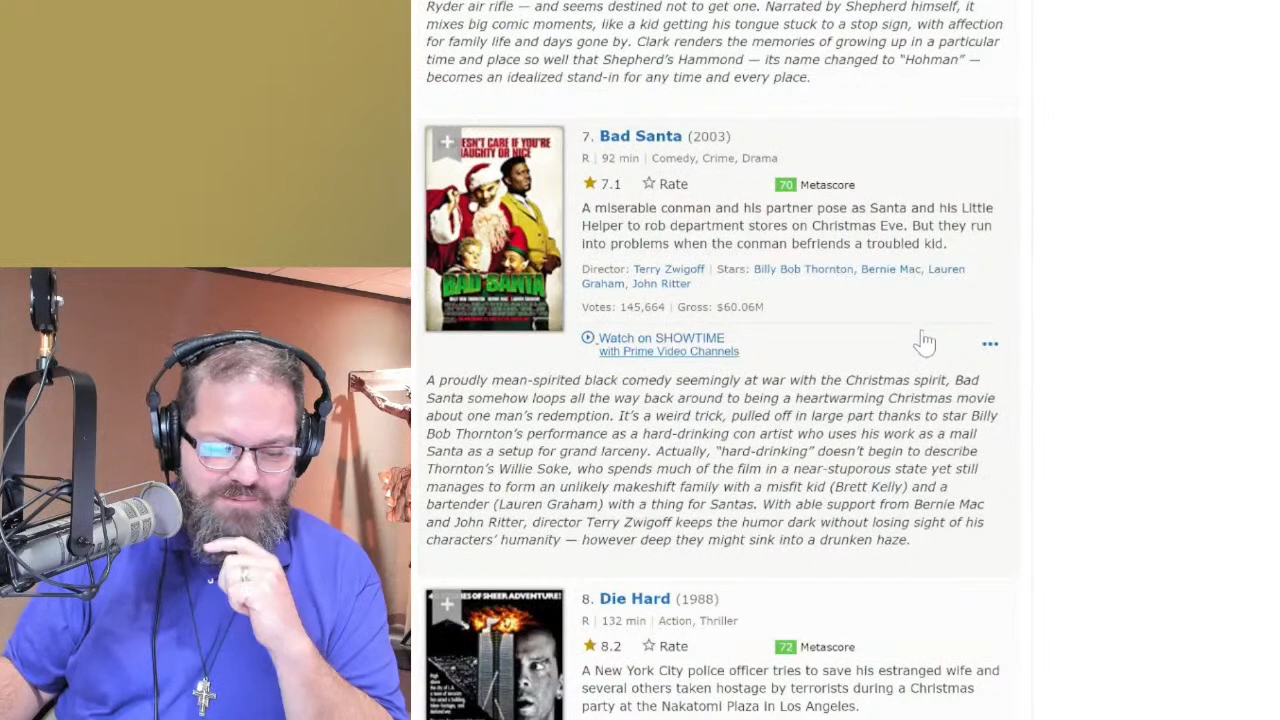 Ryder air rifle — and seems destined not to get one. Narrated by Shepherd himself, it
mixes big comic moments, like a kid getting his tongue stuck to a stop sign, with affection
for family life and days gone by. Clark renders the memories of growing up in a particular
time and place so well that Shepherd's Hammond — its name changed to "Hohman" —
becomes an idealized stand-in for any time and every place.
ESN'T CARE IF YOU'RE
NAUGHTY OR NICE
BAD SANTA
7. Bad Santa (2003)
R | 92 min | Comedy, Crime, Drama
7.1 Rate 70 Metascore
A miserable conman and his partner pose as Santa and his Little
Helper to rob department stores on Christmas Eve. But they run
into problems when the conman befriends a troubled kid.
Director: Terry Zwigoff | Stars: Billy Bob Thornton, Bernie Mac, Lauren
Graham, John Ritter
Votes: 145,664 | Gross: $60.06M
Watch on SHOWTIME
with Prime Video Channels
A proudly mean-spirited black comedy seemingly at war with the Christmas spirit, Bad
Santa somehow loops all the way back around to being a heartwarming Christmas movie
about one man's redemption. It's a weird trick, pulled off in large part thanks to star Billy
Bob Thornton's performance as a hard-drinking con artist who uses his work as a mall
Santa as a setup for grand larceny. Actually, "hard-drinking" doesn't begin to describe
Thornton's Willie Soke, who spends much of the film in a near-stuporous state yet still
manages to form an unlikely makeshift family with a misfit kid (Brett Kelly) and a
bartender (Lauren Graham) with a thing for Santas. With able support from Bernie Mac
and John Ritter, director Terry Zwigoff keeps the humor dark without losing sight of his
characters' humanity — however deep they might sink into a drunken haze.
OF SHEER ADVENTURE!
8. Die Hard (1988)
R | 132 min | Action, Thriller
8.2 Rate 72 Metascore
A New York City police officer tries to save his estranged wife and
several others taken hostage by terrorists during a Christmas
party at the Nakatomi Plaza in Los Angeles.